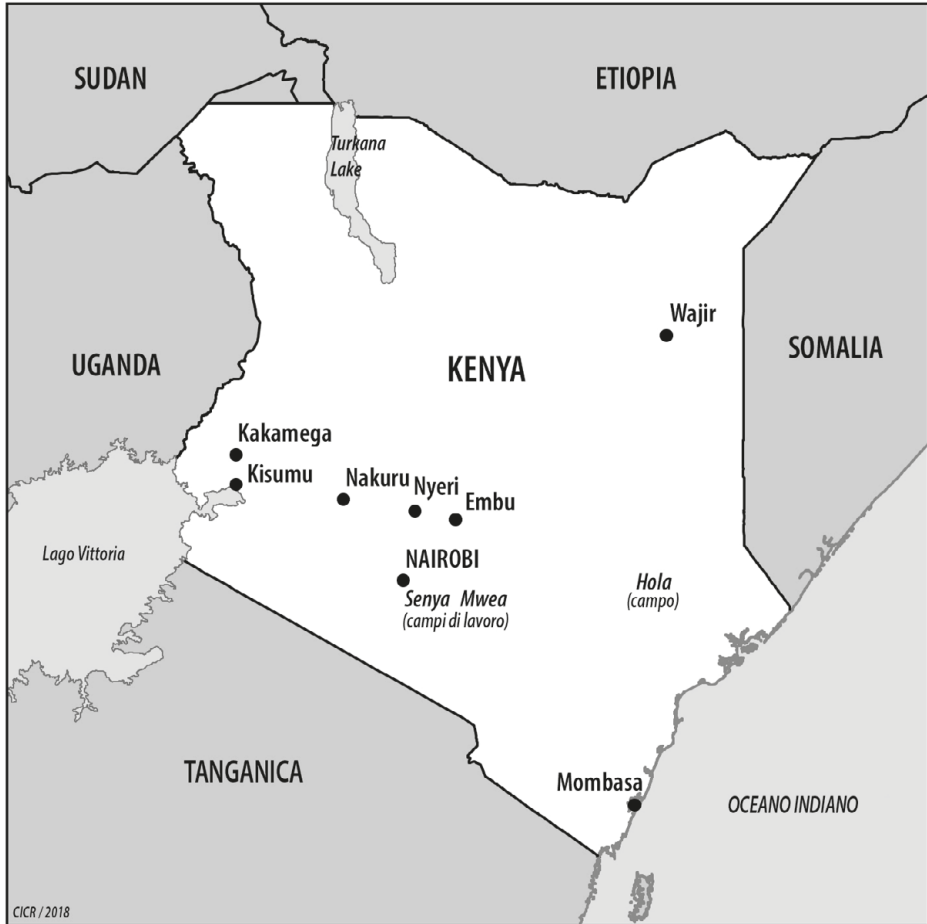 SUDAN
ETIOPIA
Turkana
Lake
Wajir
SOMALIA
UGANDA
KENYA
Kakamega
Kisumu
Nakuru
Nyeri
Embu
Lago Vittoria
NAIROBI
Senya Mwea
(campi di lavoro)
Hola
(campo)
TANGANICA
Mombasa
OCEANO INDIANO
CICR / 2018